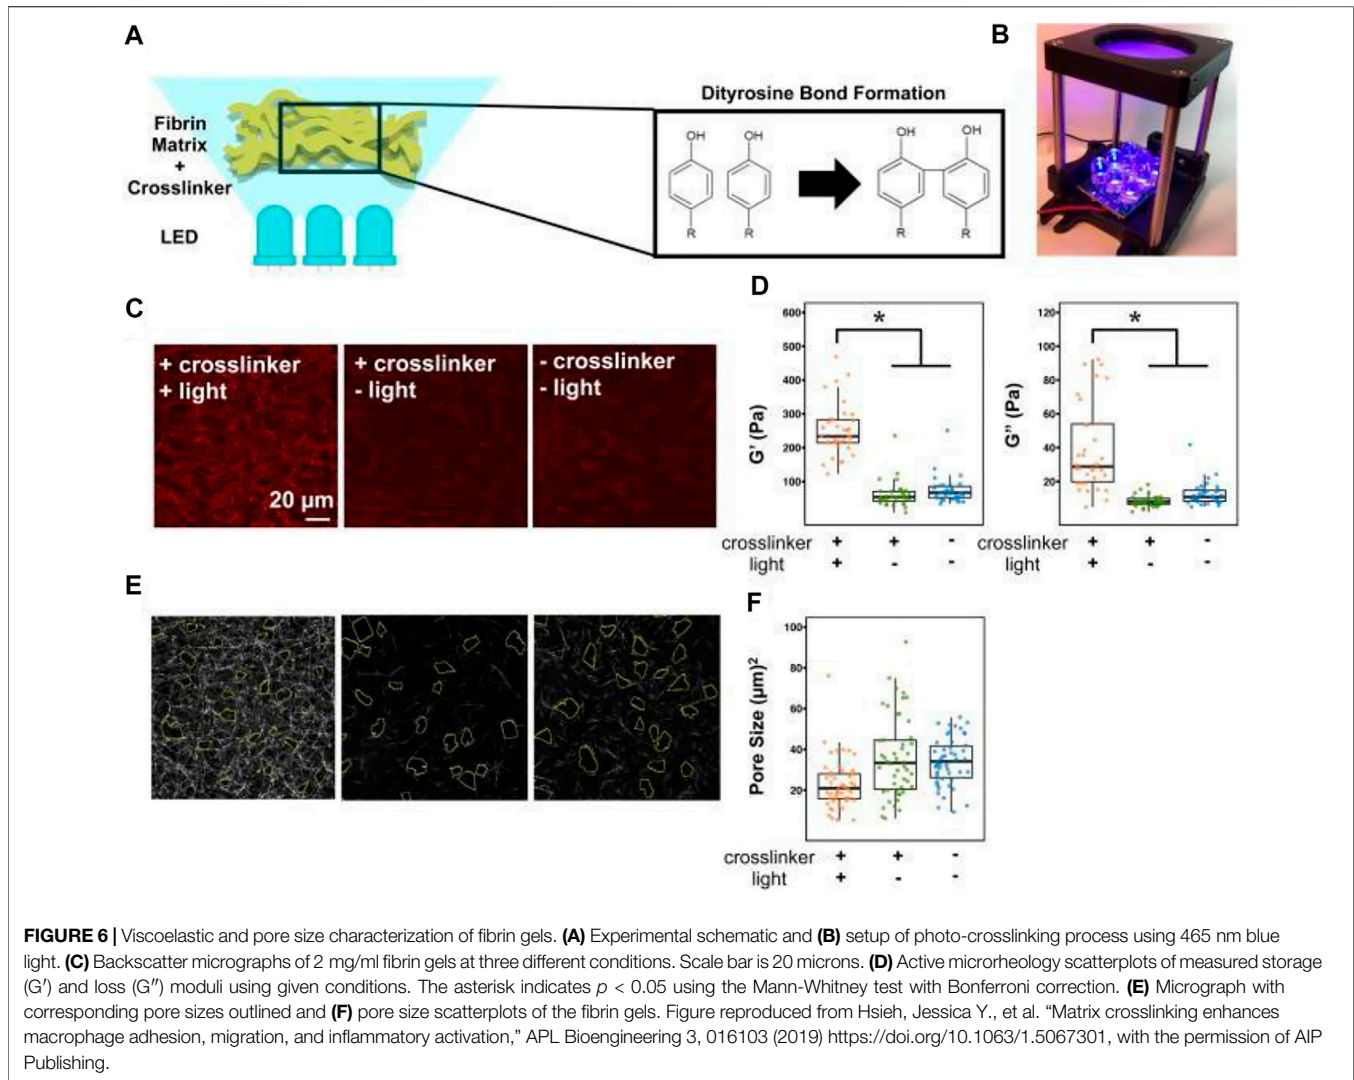 A
B
Dityrosine Bond Formation
Fibrin
Matrix
+
Crosslinker
LED
OH
OH
R
R
OH
OH
R
R
C
+ crosslinker
+ light
20 µm
+ crosslinker
- light
- crosslinker
- light
D
G' (Pa)
600
500
400
300
200
100
*
crosslinker + + -
light + - -
G" (Pa)
120
100
80
60
40
20
*
crosslinker + + -
light + - -
E
F
Pore Size (µm)²
100
80
60
40
20
crosslinker + + -
light + - -
FIGURE 6 | Viscoelastic and pore size characterization of fibrin gels. (A) Experimental schematic and (B) setup of photo-crosslinking process using 465 nm blue
light. (C) Backscatter micrographs of 2 mg/ml fibrin gels at three different conditions. Scale bar is 20 microns. (D) Active microrheology scatterplots of measured storage
(G′) and loss (G″) moduli using given conditions. The asterisk indicates p < 0.05 using the Mann-Whitney test with Bonferroni correction. (E) Micrograph with
corresponding pore sizes outlined and (F) pore size scatterplots of the fibrin gels. Figure reproduced from Hsieh, Jessica Y., et al. “Matrix crosslinking enhances
macrophage adhesion, migration, and inflammatory activation,” APL Bioengineering 3, 016103 (2019) https://doi.org/10.1063/1.5067301, with the permission of AIP
Publishing.